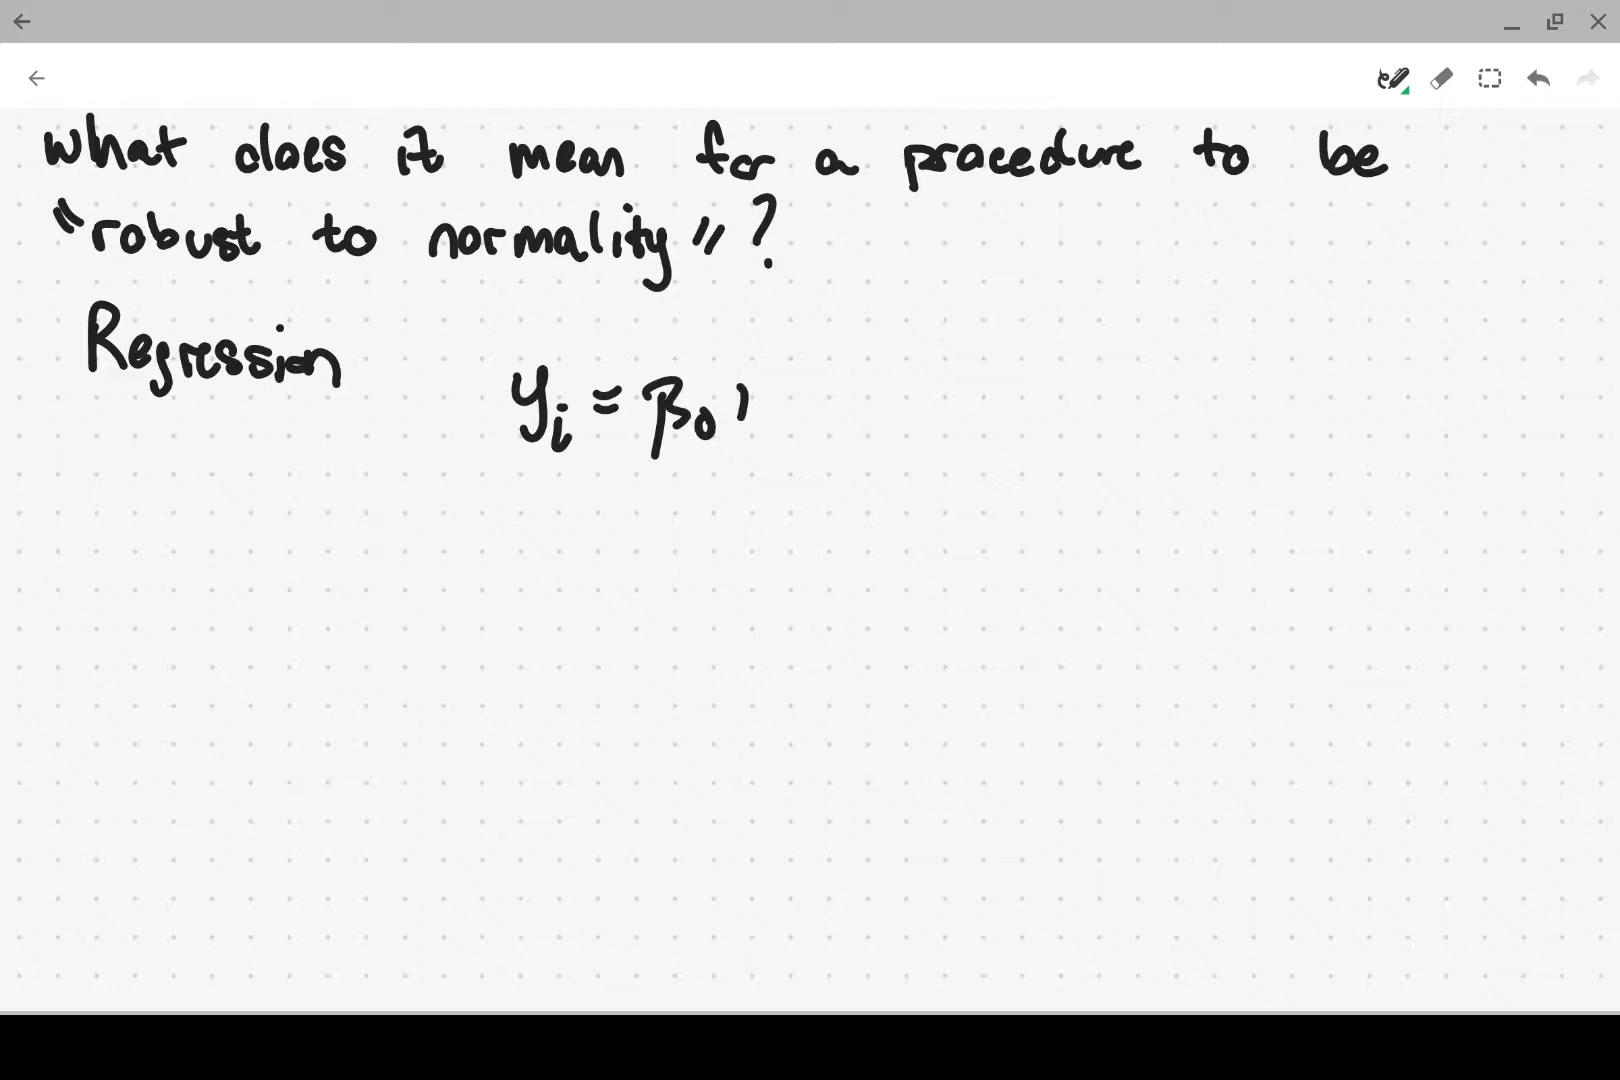 what does it mean for a procedure to be
"robust to normality"?
Regression
yᵢ = β₀